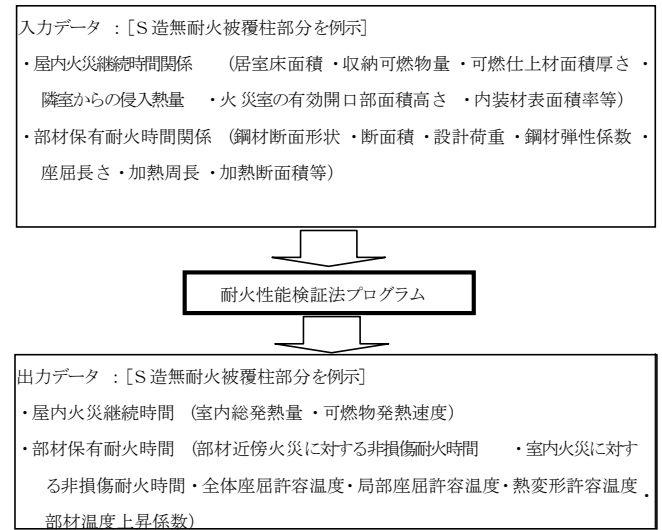 入力データ :[S造無耐火被覆柱部分を例示]
・屋内火災継続時間関係 (居室床面積・収納可燃物量・可燃仕上材面積厚さ・
隣室からの侵入熱量 ・火災室の有効開口部面積高さ ・内装材表面積率等)
・部材保有耐火時間関係 (鋼材断面形状・断面積・設計荷重・鋼材弾性係数・
座屈長さ・加熱周長・加熱断面積等)
耐火性能検証法プログラム
出力データ :[S造無耐火被覆柱部分を例示]
・屋内火災継続時間 (室内総発熱量・可燃物発熱速度)
・部材保有耐火時間 (部材近傍火災に対する非損傷耐火時間 ・室内火災に対す
る非損傷耐火時間・全体座屈許容温度・局部座屈許容温度・熱変形許容温度・
部材温度上昇係数)